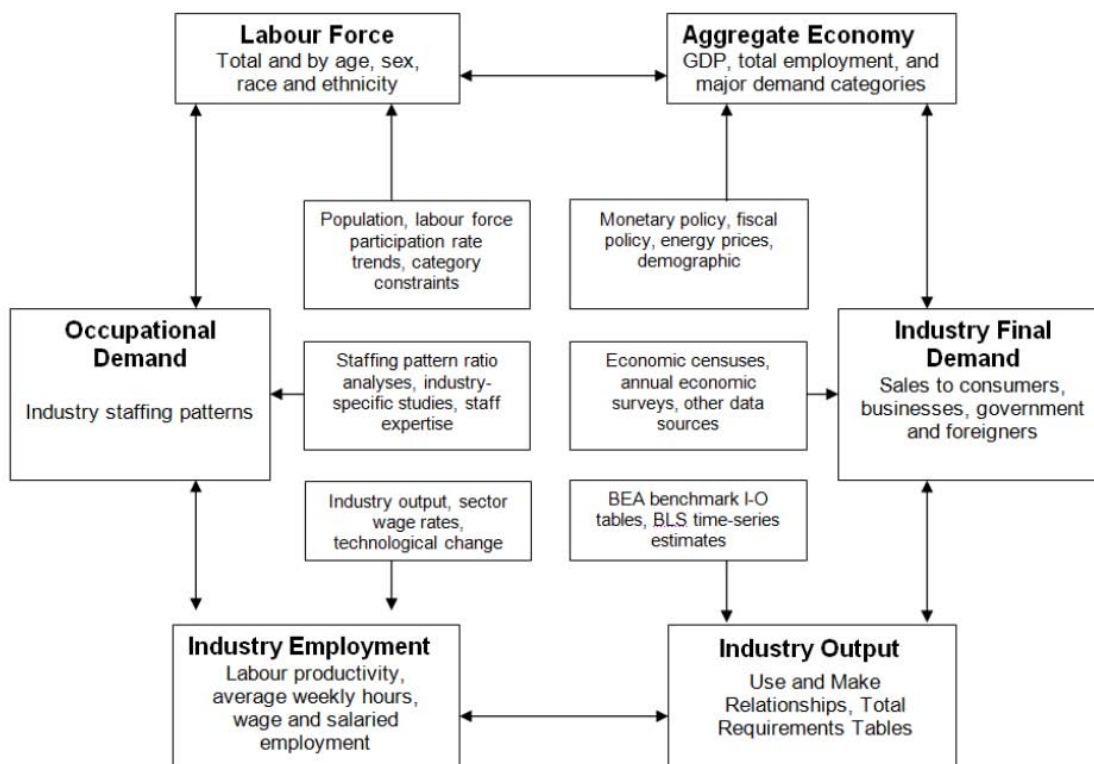 Labour Force
Total and by age, sex,
race and ethnicity
Aggregate Economy
GDP, total employment, and
major demand categories
Population, labour force
participation rate
trends, category
constraints
Monetary policy, fiscal
policy, energy prices,
demographic
Occupational
Demand
Industry staffing patterns
Staffing pattern ratio
analyses, industry-
specific studies, staff
expertise
Economic censuses,
annual economic
surveys, other data
sources
Industry Final
Demand
Sales to consumers,
businesses, government
and foreigners
Industry output, sector
wage rates,
technological change
BEA benchmark I-O
tables, BLS time-series
estimates
Industry Employment
Labour productivity,
average weekly hours,
wage and salaried
employment
Industry Output
Use and Make
Relationships, Total
Requirements Tables